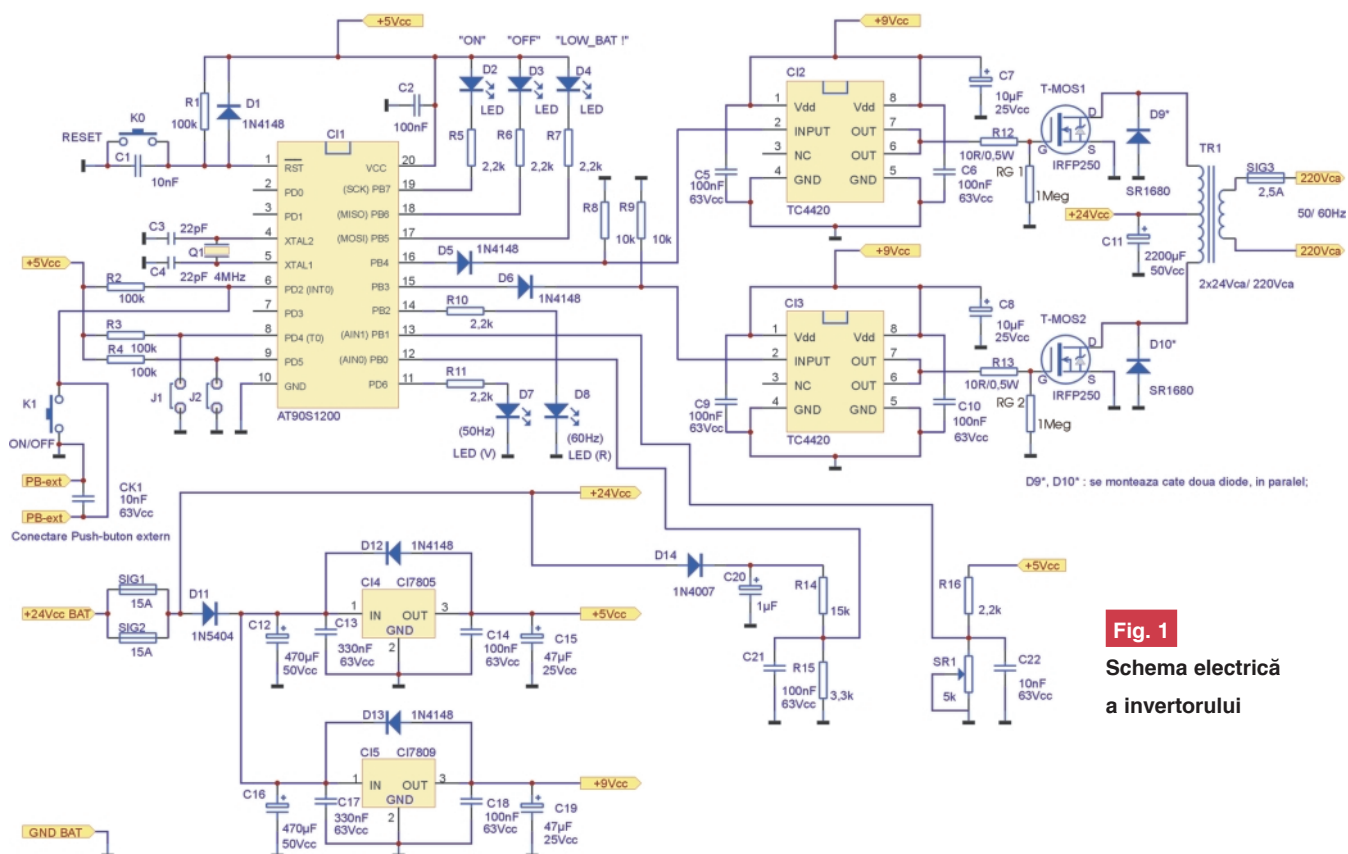 +5Vcc
"ON" "OFF" "LOW_BAT !"
R1
100k
D1
1N4148
K0
RESET
C1
10nF
C2
100nF
D2
LED
D3
LED
D4
LED
R5
2,2k
R6
2,2k
R7
2,2k
CI1
1 RST
2 PD0
3 PD1
4 XTAL2
5 XTAL1
6 PD2 (INT0)
7 PD3
8 PD4 (T0)
9 PD5
10 GND
VCC 20
(SCK) PB7 19
(MISO) PB6 18
(MOSI) PB5 17
PB4 16
PB3 15
PB2 14
(AIN1) PB1 13
(AIN0) PB0 12
PD6 11
AT90S1200
C3 22pF
Q1
C4 22pF 4MHz
+5Vcc
R2
100k
R3
100k
R4
100k
J1
J2
K1
ON/OFF
PB-ext
CK1
10nF
63Vcc
PB-ext
Conectare Push-buton extern
D5 1N4148
D6
1N4148
R8
10k
R9
10k
R10
2,2k
R11
2,2k
D7
(50Hz)
LED (V)
D8
(60Hz)
LED (R)
+9Vcc
CI2
1 Vdd
2 INPUT
3 NC
4 GND
Vdd 8
OUT 7
OUT 6
GND 5
TC4420
C5
100nF
63Vcc
C6
100nF
63Vcc
C7
10µF
25Vcc
R12
10R/0,5W
RG 1
1Meg
T-MOS1
D
G
S
IRFP250
D9*
SR1680
TR1
SIG3
2,5A
220Vca
50/ 60Hz
220Vca
+24Vcc
C11
2200µF
50Vcc
2x24Vca/ 220Vca
+9Vcc
CI3
1 Vdd
2 INPUT
3 NC
4 GND
Vdd 8
OUT 7
OUT 6
GND 5
TC4420
C9
100nF
63Vcc
C10
100nF
63Vcc
C8
10µF
25Vcc
R13
10R/0,5W
RG 2
1Meg
T-MOS2
D
G
S
IRFP250
D10*
SR1680
D9*, D10* : se monteaza cate doua diode, in paralel;
+24Vcc BAT
SIG1
15A
SIG2
15A
D11
1N5404
+24Vcc
D12 1N4148
CI4 CI7805
1 IN OUT 3
GND
2
+5Vcc
C12
470µF
50Vcc
C13
330nF
63Vcc
C14
100nF
63Vcc
C15
47µF
25Vcc
D13 1N4148
CI5 CI7809
1 IN OUT 3
GND
2
+9Vcc
C16
470µF
50Vcc
C17
330nF
63Vcc
C18
100nF
63Vcc
C19
47µF
25Vcc
GND BAT
D14
1N4007
C20
1µF
R14
15k
C21
100nF
63Vcc
R15
3,3k
+5Vcc
R16
2,2k
SR1
5k
C22
10nF
63Vcc
Fig. 1
Schema electrică
a invertorului